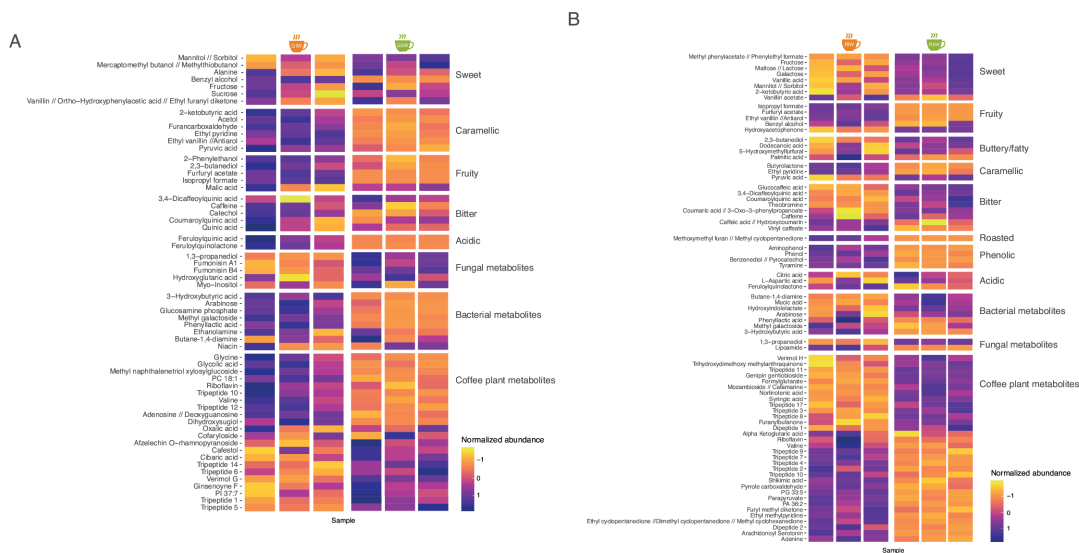 A
Mannitol // Sorbitol
Mercaptomethyl butanol // Methylthiobutanol
Alanine
Benzyl alcohol
Fructose
Sucrose
Vanillin // Ortho−Hydroxyphenylacetic acid // Ethyl furanyl diketone
Sweet
2−ketobutyric acid
Acetol
Furancarboxaldehyde
Ethyl pyridine
Ethyl vanillin //Antiarol
Pyruvic acid
Caramellic
2−Phenylethanol
2,3−butanediol
Furfuryl acetate
Isopropyl formate
Malic acid
Fruity
3,4−Dicaffeoylquinic acid
Caffeine
Catechol
Coumaroylquinic acid
Quinic acid
Bitter
Feruloylquinic acid
Feruloylquinolactone
Acidic
1,3−propanediol
Fumonisin A1
Fumonisin B4
Hydroxyglutaric acid
Myo−Inositol
Fungal metabolites
3−Hydroxybutyric acid
Arabinose
Glucosamine phosphate
Methyl galactoside
Phenyllactic acid
Ethanolamine
Butane−1,4−diamine
Niacin
Bacterial metabolites
Glycine
Glycolic acid
Methyl naphthalenetriol xylosylglucoside
PC 18:1
Riboflavin
Tripeptide 10
Valine
Tripeptide 12
Adenosine // Deoxyguanosine
Dihydroxysugiol
Oxalic acid
Cofaryloside
Afzelechin O−rhamnopyranoside
Cafestol
Cibaric acid
Tripeptide 14
Tripeptide 6
Verimol G
Ginsenoyne F
PI 37:7
Tripeptide 1
Tripeptide 5
Coffee plant metabolites
Sample
Normalized abundance
−1
0
1
B
Methyl phenylacetate // Phenylethyl formate
Fructose
Maltose // Lactose
Galactose
Vanillic acid
Mannitol // Sorbitol
2−ketobutyric acid
Vanillin acetate
Sweet
Isopropyl formate
Furfuryl acetate
Ethyl vanillin //Antiarol
Benzyl alcohol
Hydroxyacetophenone
Fruity
2,3−butanediol
Dodecanoic acid
5−Hydroxymethylfurfural
Palmitic acid
Buttery/fatty
Butyrolactone
Ethyl pyridine
Pyruvic acid
Caramellic
Glucocaffeic acid
3,4−Dicaffeoylquinic acid
Coumaroylquinic acid
Theobromine
Coumaric acid // 3−Oxo−3−phenylpropanoate
Caffeine
Caffeic acid // Hydroxycoumarin
Vinyl caffeate
Bitter
Methoxymethyl furan // Methyl cyclopentanedione
Roasted
Aminophenol
Phenol
Benzenediol // Pyrocatechol
Tyramine
Phenolic
Citric acid
L−Aspartic acid
Feruloylquinolactone
Acidic
Butane−1,4−diamine
Mucic acid
Hydroxyindolelactate
Arabinose
Phenyllactic acid
Methyl galactoside
3−Hydroxybutyric acid
Bacterial metabolites
1,3−propanediol
Lipoamide
Fungal metabolites
Verimol H
Trihydroxydimethoxy methylanthraquinone
Tripeptide 11
Genipin gentiobioside
Formylglutarate
Mozambioside // Cafamarine
Norlinolenic acid
Syringic acid
Tripeptide 17
Tripeptide 3
Tripeptide 8
Furanylbutanone
Dipeptide 1
Alpha Ketoglutaric acid
Riboflavin
Valine
Tripeptide 9
Tripeptide 7
Tripeptide 4
Tripeptide 2
Tripeptide 10
Shikimic acid
Pyrrole carboxaldehyde
PG 33:5
Parapyruvate
PA 36:2
Furyl methyl diketone
Ethyl methylpyridine
Ethyl cyclopentanedione //Dimethyl cyclopentanedione // Methyl cyclohexanedione
Dipeptide 2
Arachidonoyl Serotonin
Adenine
Coffee plant metabolites
Sample
Normalized abundance
−1
0
1